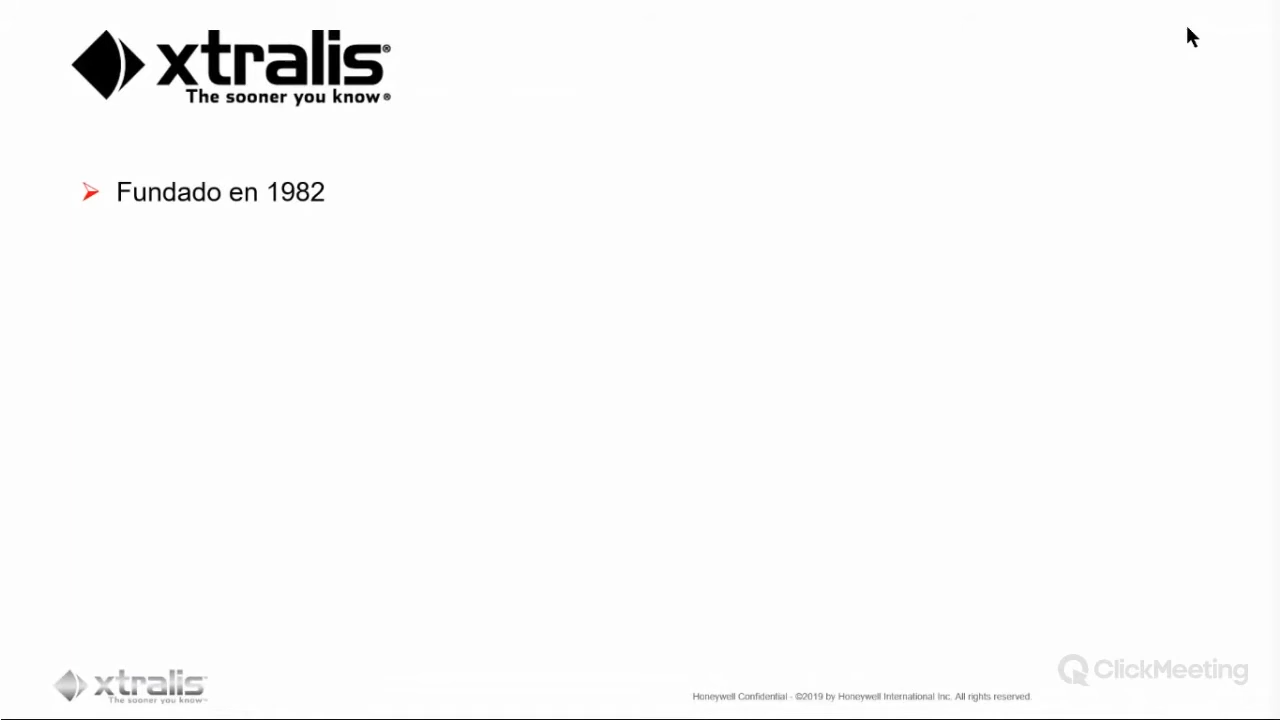 xtralis®
The sooner you know®
Fundado en 1982
xtralis
The sooner you know™
Honeywell Confidential - ©2019 by Honeywell International Inc. All rights reserved.
ClickMeeting